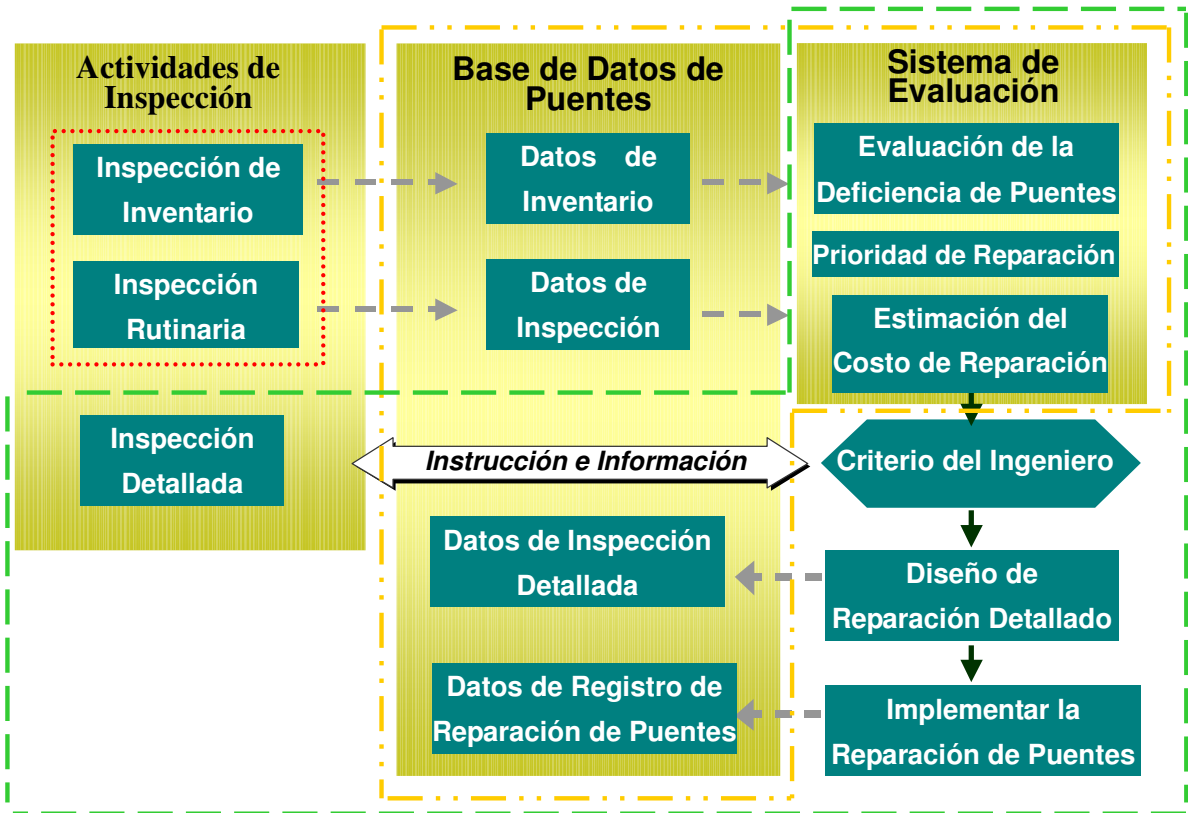 Actividades de
Inspección
Inspección de
Inventario
Inspección
Rutinaria
Inspección
Detallada
Base de Datos de
Puentes
Datos de
Inventario
Datos de
Inspección
Instrucción e Información
Datos de Inspección
Detallada
Datos de Registro de
Reparación de Puentes
Sistema de
Evaluación
Evaluación de la
Deficiencia de Puentes
Prioridad de Reparación
Estimación del
Costo de Reparación
Criterio del Ingeniero
Diseño de
Reparación Detallado
Implementar la
Reparación de Puentes